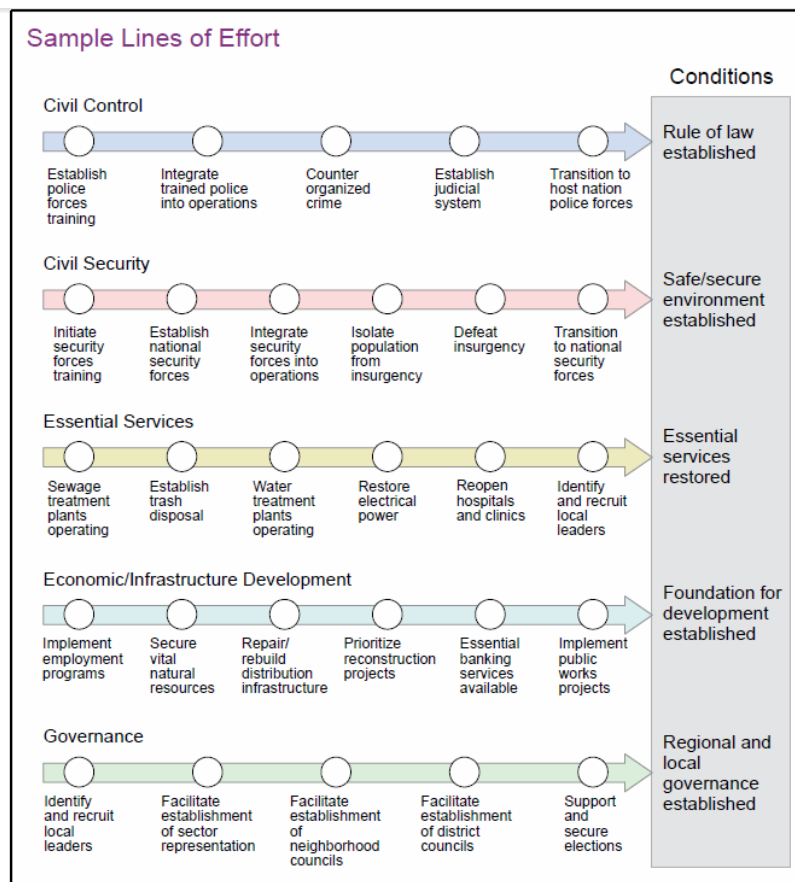 Sample Lines of Effort
Conditions
Civil Control
Establish
police
forces
training
Integrate
trained police
into operations
Counter
organized
crime
Establish
judicial
system
Transition to
host nation
police forces
Rule of law
established
Civil Security
Initiate
security
forces
training
Establish
national
security
forces
Integrate
security
forces into
operations
Isolate
population
from
insurgency
Defeat
insurgency
Transition
to national
security
forces
Safe/secure
environment
established
Essential Services
Sewage
treatment
plants
operating
Establish
trash
disposal
Water
treatment
plants
operating
Restore
electrical
power
Reopen
hospitals
and clinics
Identify
and recruit
local
leaders
Essential
services
restored
Economic/Infrastructure Development
Implement
employment
programs
Secure
vital
natural
resources
Repair/
rebuild
distribution
infrastructure
Prioritize
reconstruction
projects
Essential
banking
services
available
Implement
public
works
projects
Foundation for
development
established
Governance
Identify
and recruit
local
leaders
Facilitate
establishment
of sector
representation
Facilitate
establishment
of
neighborhood
councils
Facilitate
establishment
of district
councils
Support
and
secure
elections
Regional and
local
governance
established